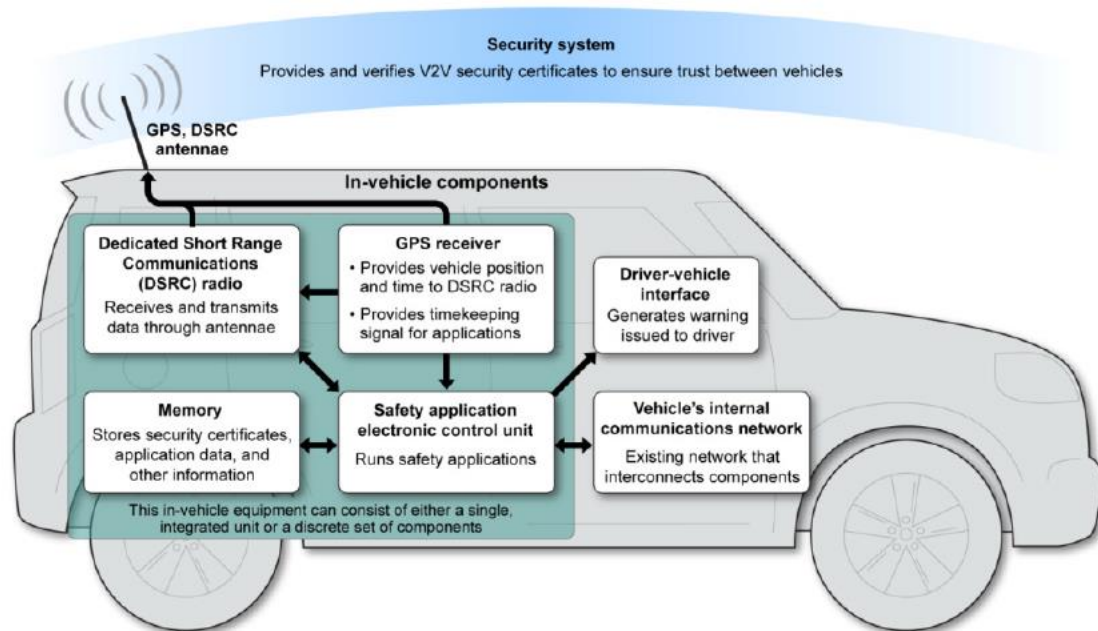 Security system
Provides and verifies V2V security certificates to ensure trust between vehicles
GPS, DSRC
antennae
In-vehicle components
Dedicated Short Range
Communications
(DSRC) radio
Receives and transmits
data through antennae
GPS receiver
• Provides vehicle position
and time to DSRC radio
• Provides timekeeping
signal for applications
Driver-vehicle
interface
Generates warning
issued to driver
Memory
Stores security certificates,
application data, and
other information
Safety application
electronic control unit
Runs safety applications
Vehicle's internal
communications network
Existing network that
interconnects components
This in-vehicle equipment can consist of either a single,
integrated unit or a discrete set of components